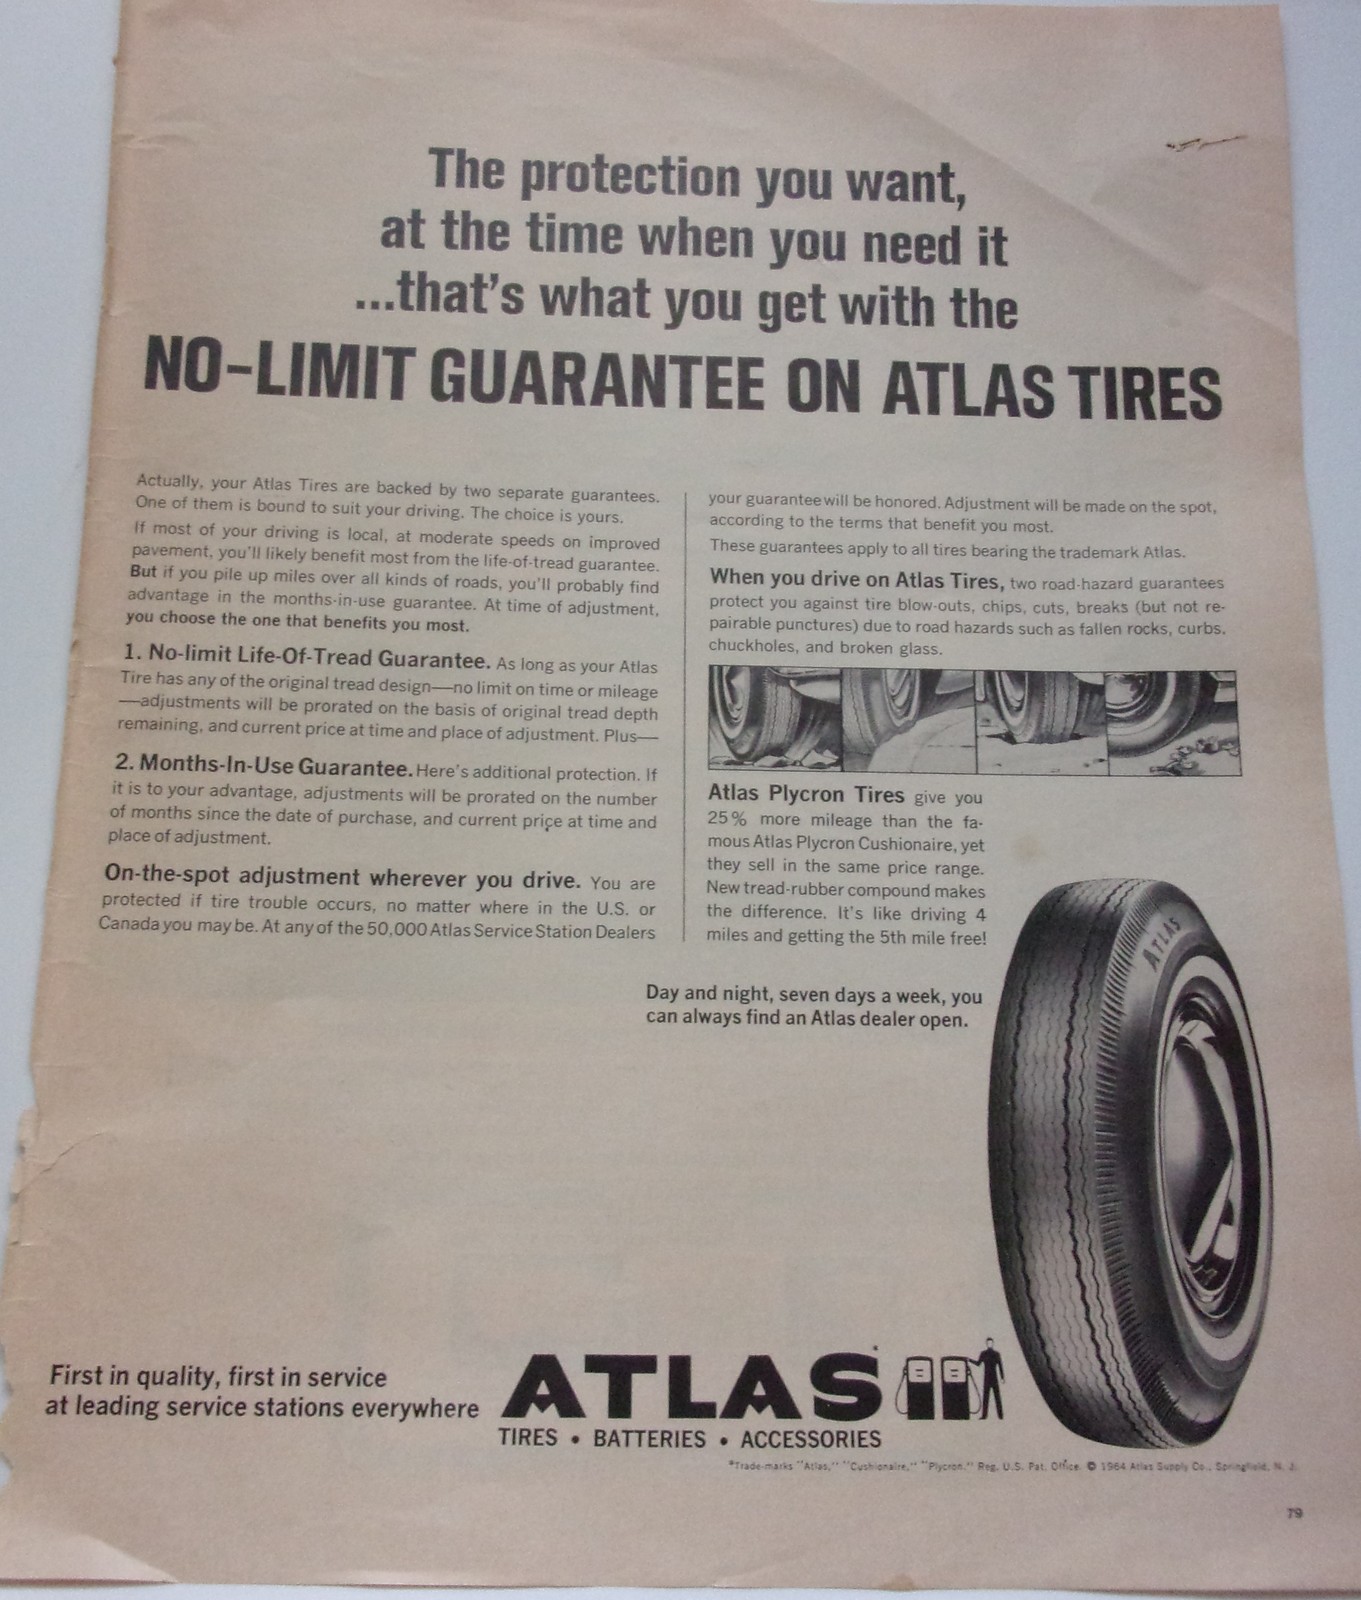 The protection you want,
at the time when you need it
...that's what you get with the
NO-LIMIT GUARANTEE ON ATLAS TIRES
Actually, your Atlas Tires are backed by two separate guarantees.
One of them is bound to suit your driving. The choice is yours.
If most of your driving is local, at moderate speeds on improved
pavement, you'll likely benefit most from the life-of-tread guarantee.
But if you pile up miles over all kinds of roads, you'll probably find
advantage in the months-in-use guarantee. At time of adjustment,
you choose the one that benefits you most.
1. No-limit Life-Of-Tread Guarantee. As long as your Atlas
Tire has any of the original tread design—no limit on time or mileage
—adjustments will be prorated on the basis of original tread depth
remaining, and current price at time and place of adjustment. Plus—
2. Months-In-Use Guarantee. Here's additional protection. If
it is to your advantage, adjustments will be prorated on the number
of months since the date of purchase, and current price at time and
place of adjustment.
On-the-spot adjustment wherever you drive. You are
protected if tire trouble occurs, no matter where in the U.S. or
Canada you may be. At any of the 50,000 Atlas Service Station Dealers
your guarantee will be honored. Adjustment will be made on the spot,
according to the terms that benefit you most.
These guarantees apply to all tires bearing the trademark Atlas.
When you drive on Atlas Tires, two road-hazard guarantees
protect you against tire blow-outs, chips, cuts, breaks (but not re-
pairable punctures) due to road hazards such as fallen rocks, curbs,
chuckholes, and broken glass.
Atlas Plycron Tires give you
25% more mileage than the fa-
mous Atlas Plycron Cushionaire, yet
they sell in the same price range.
New tread-rubber compound makes
the difference. It's like driving 4
miles and getting the 5th mile free!
Day and night, seven days a week, you
can always find an Atlas dealer open.
ATLAS
First in quality, first in service
at leading service stations everywhere
ATLAS*
TIRES • BATTERIES • ACCESSORIES
*Trade-marks "Atlas," "Cushionaire," "Plycron," Reg. U.S. Pat. Office © 1964 Atlas Supply Co., Springfield, N. J.
79